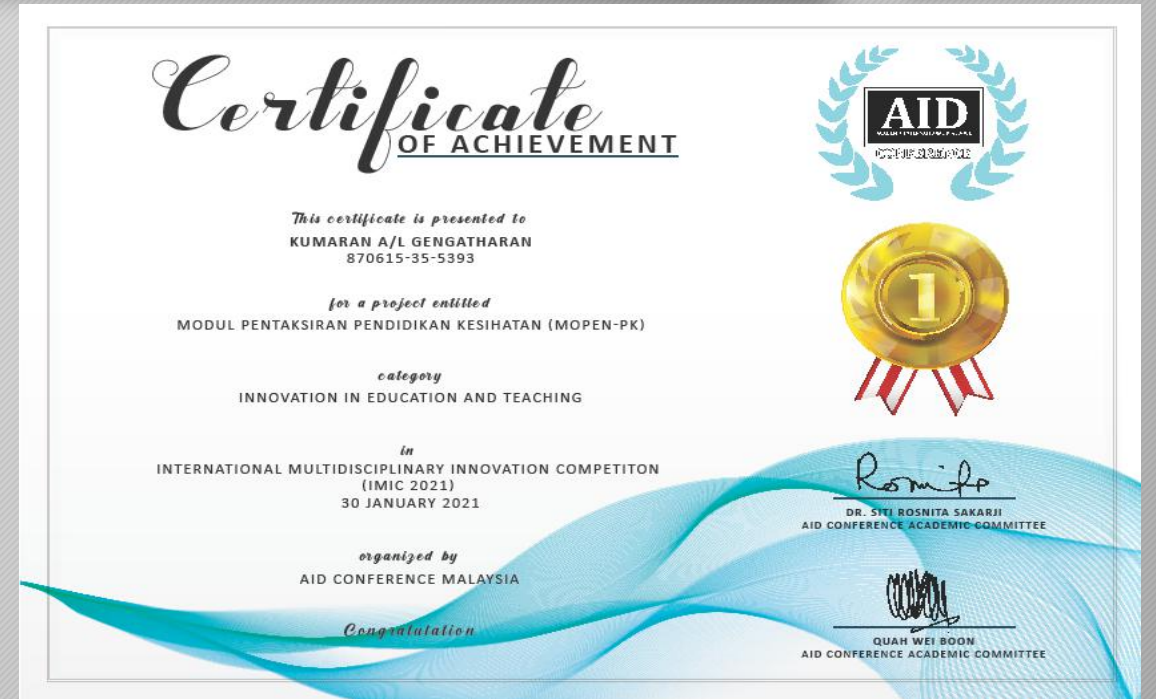 Certificate
OF ACHIEVEMENT
This certificate is presented to
KUMARAN A/L GENGATHARAN
870615-35-5393
for a project entitled
MODUL PENTAKSIRAN PENDIDIKAN KESIHATAN (MOPEN-PK)
category
INNOVATION IN EDUCATION AND TEACHING
in
INTERNATIONAL MULTIDISCIPLINARY INNOVATION COMPETITON
(IMIC 2021)
30 JANUARY 2021
organized by
AID CONFERENCE MALAYSIA
Congratulation
AID
CONFERENCE
1
DR. SITI ROSNITA SAKARJI
AID CONFERENCE ACADEMIC COMMITTEE
QUAH WEI BOON
AID CONFERENCE ACADEMIC COMMITTEE